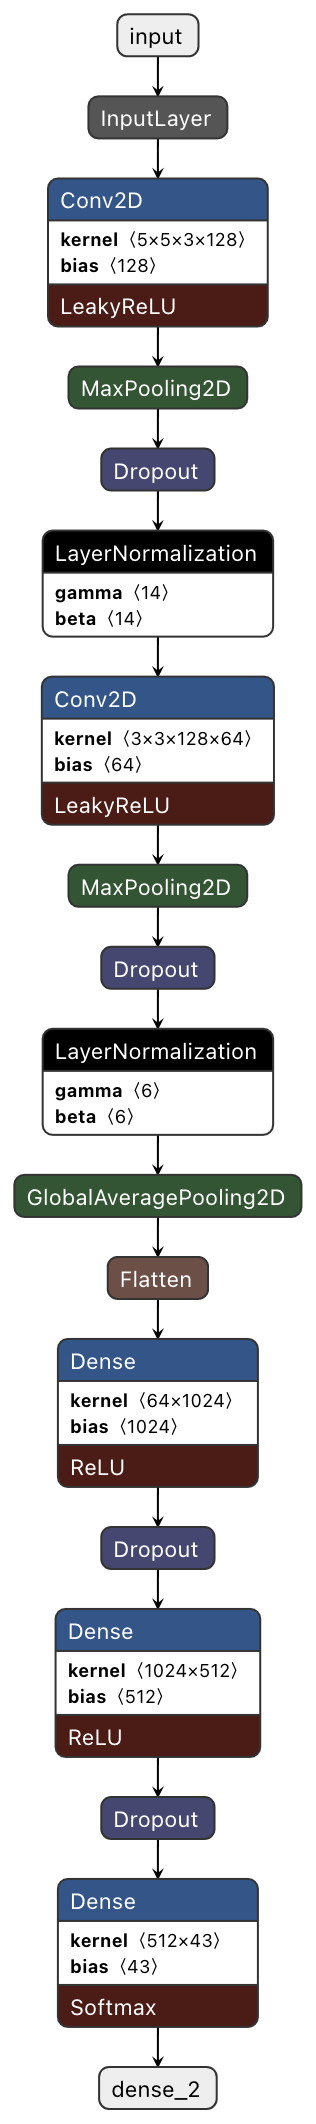 input
InputLayer
Conv2D
kernel 〈5×5×3×128〉
bias 〈128〉
LeakyReLU
MaxPooling2D
Dropout
LayerNormalization
gamma 〈14〉
beta 〈14〉
Conv2D
kernel 〈3×3×128×64〉
bias 〈64〉
LeakyReLU
MaxPooling2D
Dropout
LayerNormalization
gamma 〈6〉
beta 〈6〉
GlobalAveragePooling2D
Flatten
Dense
kernel 〈64×1024〉
bias 〈1024〉
ReLU
Dropout
Dense
kernel 〈1024×512〉
bias 〈512〉
ReLU
Dropout
Dense
kernel 〈512×43〉
bias 〈43〉
Softmax
dense_2